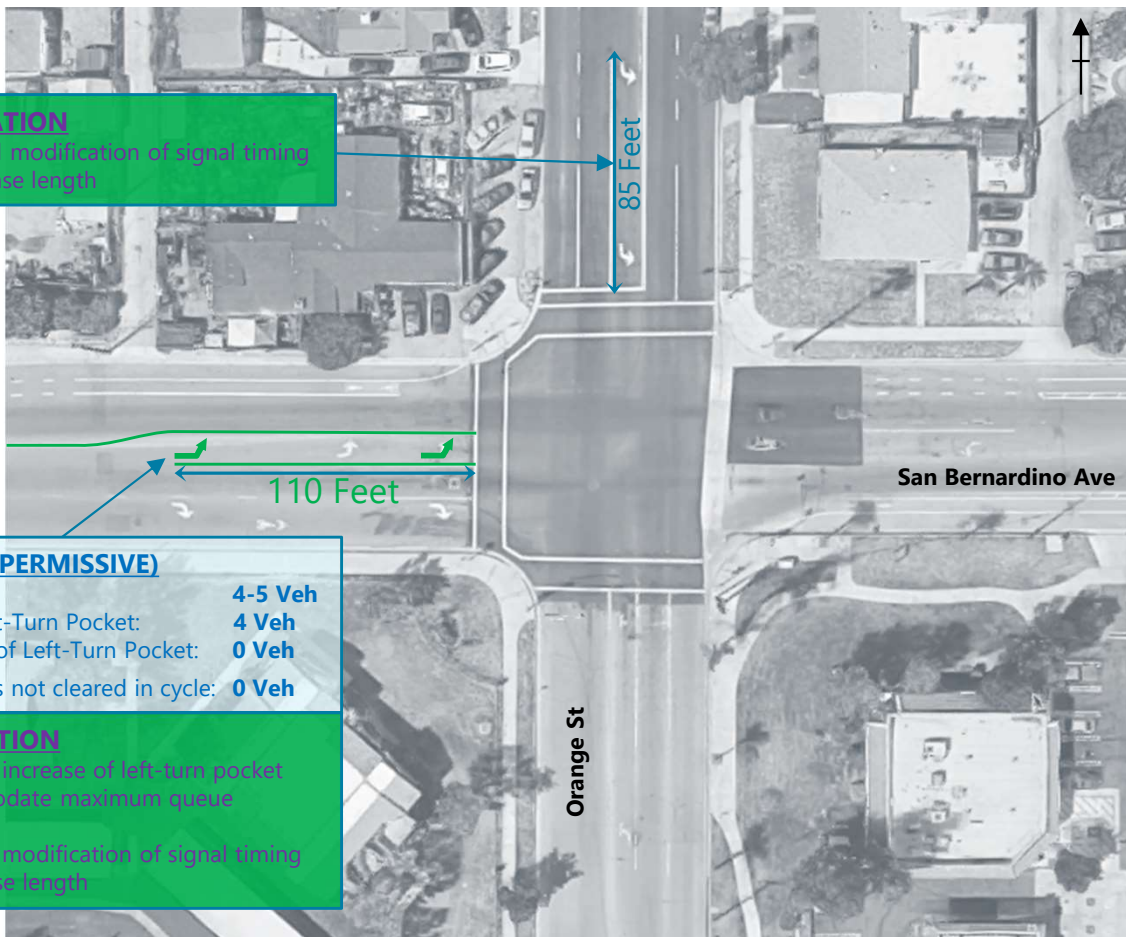 ATION
modification of signal timing
ase length
85 Feet
110 Feet
San Bernardino Ave
PERMISSIVE)
4-5 Veh
t-Turn Pocket: 4 Veh
of Left-Turn Pocket: 0 Veh
s not cleared in cycle: 0 Veh
TION
increase of left-turn pocket
odate maximum queue
modification of signal timing
se length
Orange St